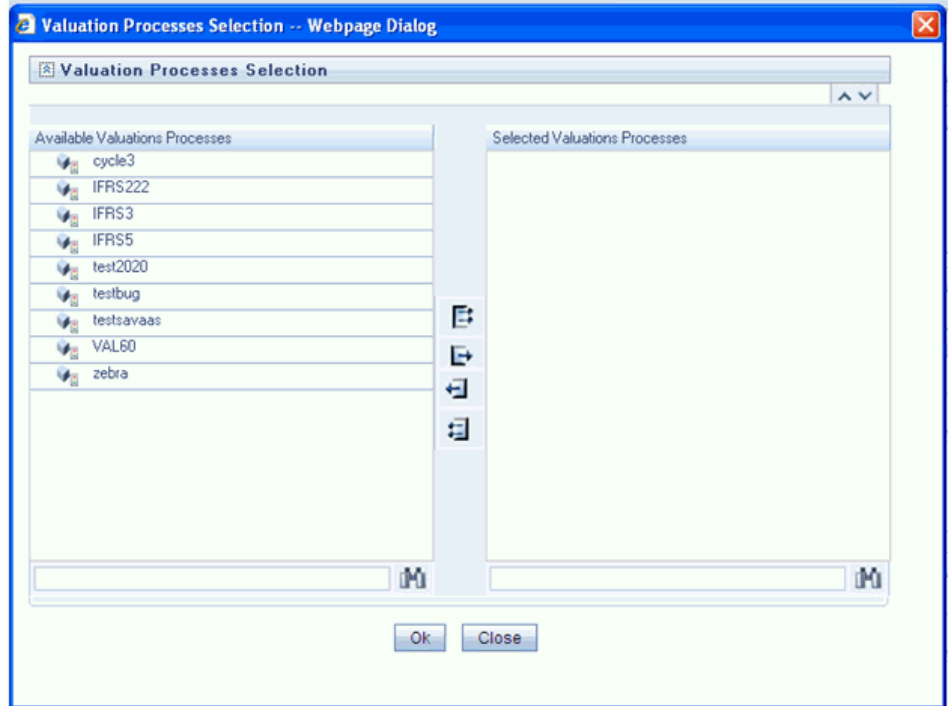 Valuation Processes Selection -- Webpage Dialog
Valuation Processes Selection
Available Valuations Processes
Selected Valuations Processes
cycle3
IFRS222
IFRS3
IFRS5
test2020
testbug
testsavaas
VAL60
zebra
Ok
Close